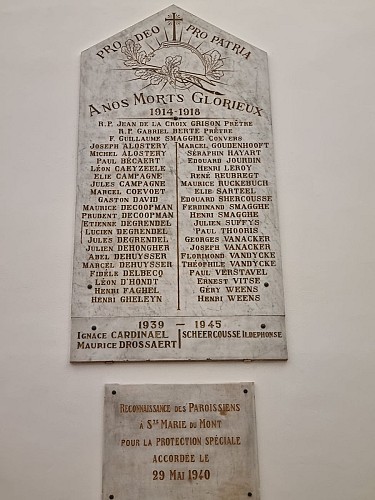 PRO DEO PRO PATRIA
A NOS MORTS GLORIEUX
1914-1918
R.P. JEAN DE LA CROIX GRISON PRÊTRE
R.P. GABRIEL BERTE PRÊTRE
F. GUILLAUME SMAGGHE CONVERS
JOSEPH ALOSTERY
MICHEL ALOSTERY
PAUL BÉCAERT
LÉON CAEYZEELE
ELIE CAMPAGNE
JULES CAMPAGNE
MARCEL COEVOET
GASTON DAVID
MAURICE DECOOPMAN
PRUDENT DECOOPMAN
ETIENNE DEGRENDEL
LUCIEN DEGRENDEL
JULES DEGRENDEL
JULIEN DEHONGHER
ABEL DEHUYSSER
MARCEL DEHUYSSER
FIDÈLE DELBECQ
LÉON D'HONDT
HENRI FAGHEL
HENRI GHELEYN
MARCEL GOUDENHOOFT
SÉRAPHIN HAYART
EDOUARD JOURDIN
HENRI LEROY
RENÉ REUBREGT
MAURICE RUCKEBUCH
ELIE SARTEEL
EDOUARD SHERCOUSSE
FERDINAND SMAGGHE
HENRI SMAGGHE
JULIEN SUFFYS
PAUL THOORIS
GEORGES VANACKER
JOSEPH VANACKER
FLORIMOND VANDYCKE
THÉOPHILE VANDYCKE
PAUL VERSTAVEL
ERNEST VITSE
GÉRY WEENS
HENRI WEENS
1939 - 1945
IGNACE CARDINAEL
MAURICE DROSSAERT
SCHEERCOUSSE ILDEPHONSE
RECONNAISSANCE DES PAROISSIENS
À STE MARIE DU MONT
POUR LA PROTECTION SPÉCIALE
ACCORDÉE LE
29 MAI 1940